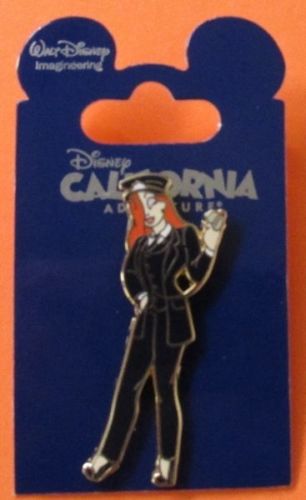 WALT DISNEY
Imagineering
Disney
CALIFORNIA
ADVENTURE®